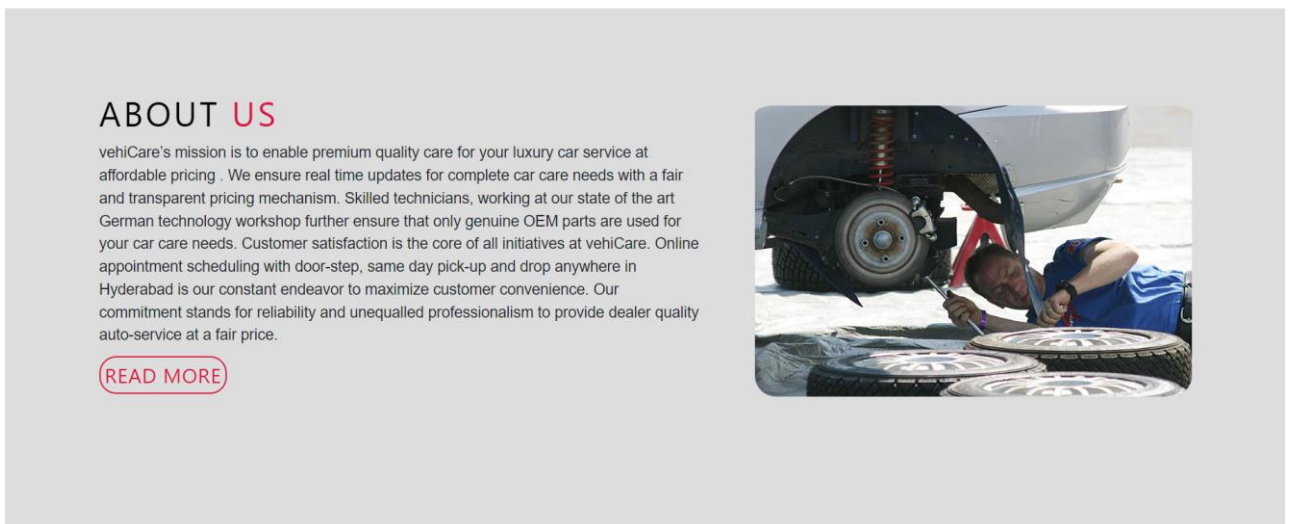 ABOUT US
vehiCare's mission is to enable premium quality care for your luxury car service at
affordable pricing . We ensure real time updates for complete car care needs with a fair
and transparent pricing mechanism. Skilled technicians, working at our state of the art
German technology workshop further ensure that only genuine OEM parts are used for
your car care needs. Customer satisfaction is the core of all initiatives at vehiCare. Online
appointment scheduling with door-step, same day pick-up and drop anywhere in
Hyderabad is our constant endeavor to maximize customer convenience. Our
commitment stands for reliability and unequalled professionalism to provide dealer quality
auto-service at a fair price.
READ MORE